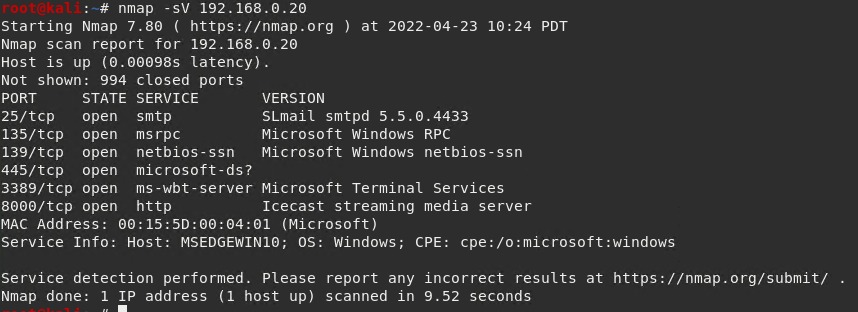 root@kali:~# nmap -sV 192.168.0.20
Starting Nmap 7.80 ( https://nmap.org ) at 2022-04-23 10:24 PDT
Nmap scan report for 192.168.0.20
Host is up (0.00098s latency).
Not shown: 994 closed ports
PORT     STATE SERVICE       VERSION
25/tcp   open  smtp          SLmail smtpd 5.5.0.4433
135/tcp  open  msrpc         Microsoft Windows RPC
139/tcp  open  netbios-ssn   Microsoft Windows netbios-ssn
445/tcp  open  microsoft-ds?
3389/tcp open  ms-wbt-server Microsoft Terminal Services
8000/tcp open  http          Icecast streaming media server
MAC Address: 00:15:5D:00:04:01 (Microsoft)
Service Info: Host: MSEDGEWIN10; OS: Windows; CPE: cpe:/o:microsoft:windows

Service detection performed. Please report any incorrect results at https://nmap.org/submit/ .
Nmap done: 1 IP address (1 host up) scanned in 9.52 seconds
root@kali:~#